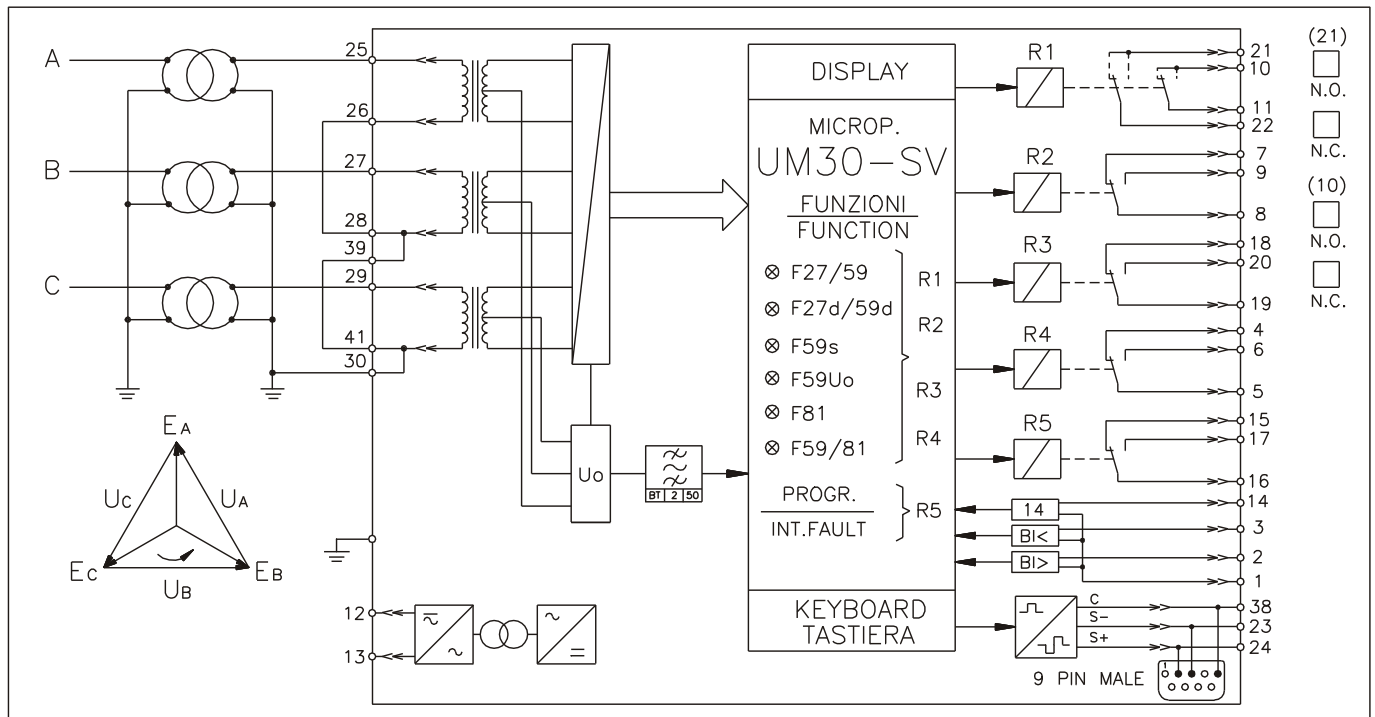 A
B
C
25
26
27
28
39
29
41
30
12
13
EA
UC
UA
EC
EB
UB
Uo
BT 2 50
DISPLAY
MICROP.
UM30-SV
FUNZIONI
FUNCTION
F27/59
F27d/59d
F59s
F59Uo
F81
F59/81
R1
R2
R3
R4
PROGR.
INT.FAULT
R5
KEYBOARD
TASTIERA
R1
R2
R3
R4
R5
14
BI<
BI>
C
S-
S+
9 PIN MALE
1
21
10
11
22
7
9
8
18
20
19
4
6
5
15
17
16
14
3
2
1
38
23
24
(21)
N.O.
N.C.
(10)
N.O.
N.C.